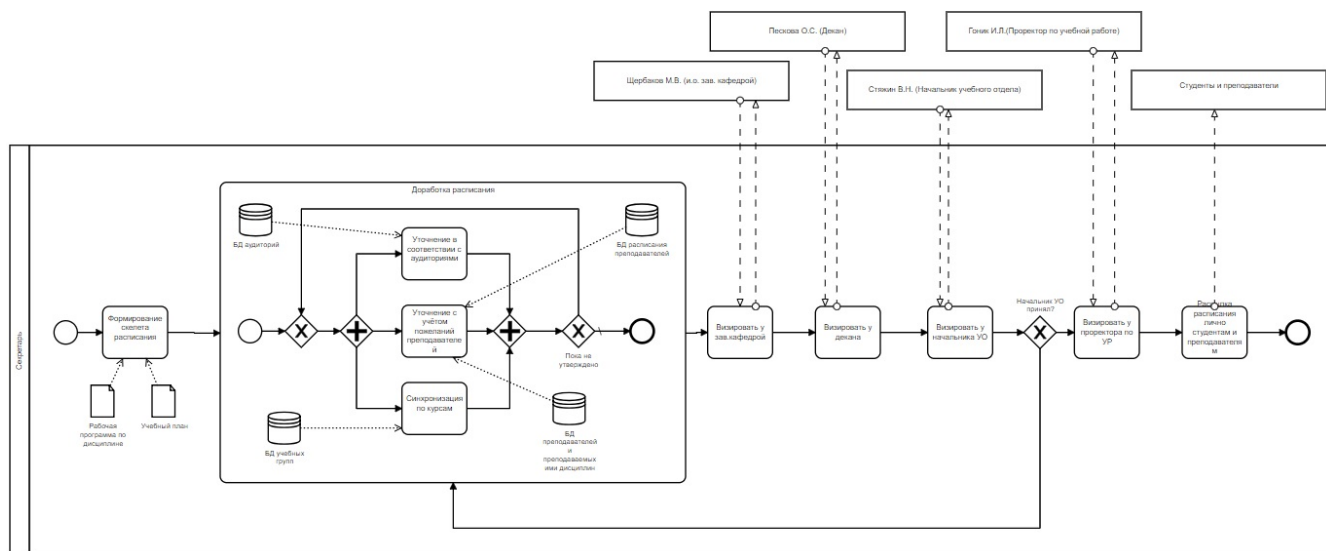 Пескова О.С. (Декан)
Гоник И.Л.(Проректор по учебной работе)
Щербаков М.В. (и.о. зав. кафедрой)
Стяжин В.Н. (Начальник учебного отдела)
Студенты и преподаватели
Секретарь
Доработка расписания
БД аудиторий
Уточнение в
соответствии с
аудиториями
БД расписания
преподавателей
Формирование
скелета
расписания
Уточнение с
учётом
пожеланий
преподавателе
й
Пока не
утверждено
Синхронизация
по курсам
Рабочая
программа по
дисциплине
Учебный план
БД учебных
групп
БД
преподавателей
и
преподаваемых
ими дисциплин
Визировать у
зав.кафедрой
Визировать у
декана
Визировать у
начальника УО
Начальник УО
принял?
Визировать у
проректора по
УР
Рассылка
расписания
лично
студентам и
преподавателя
м